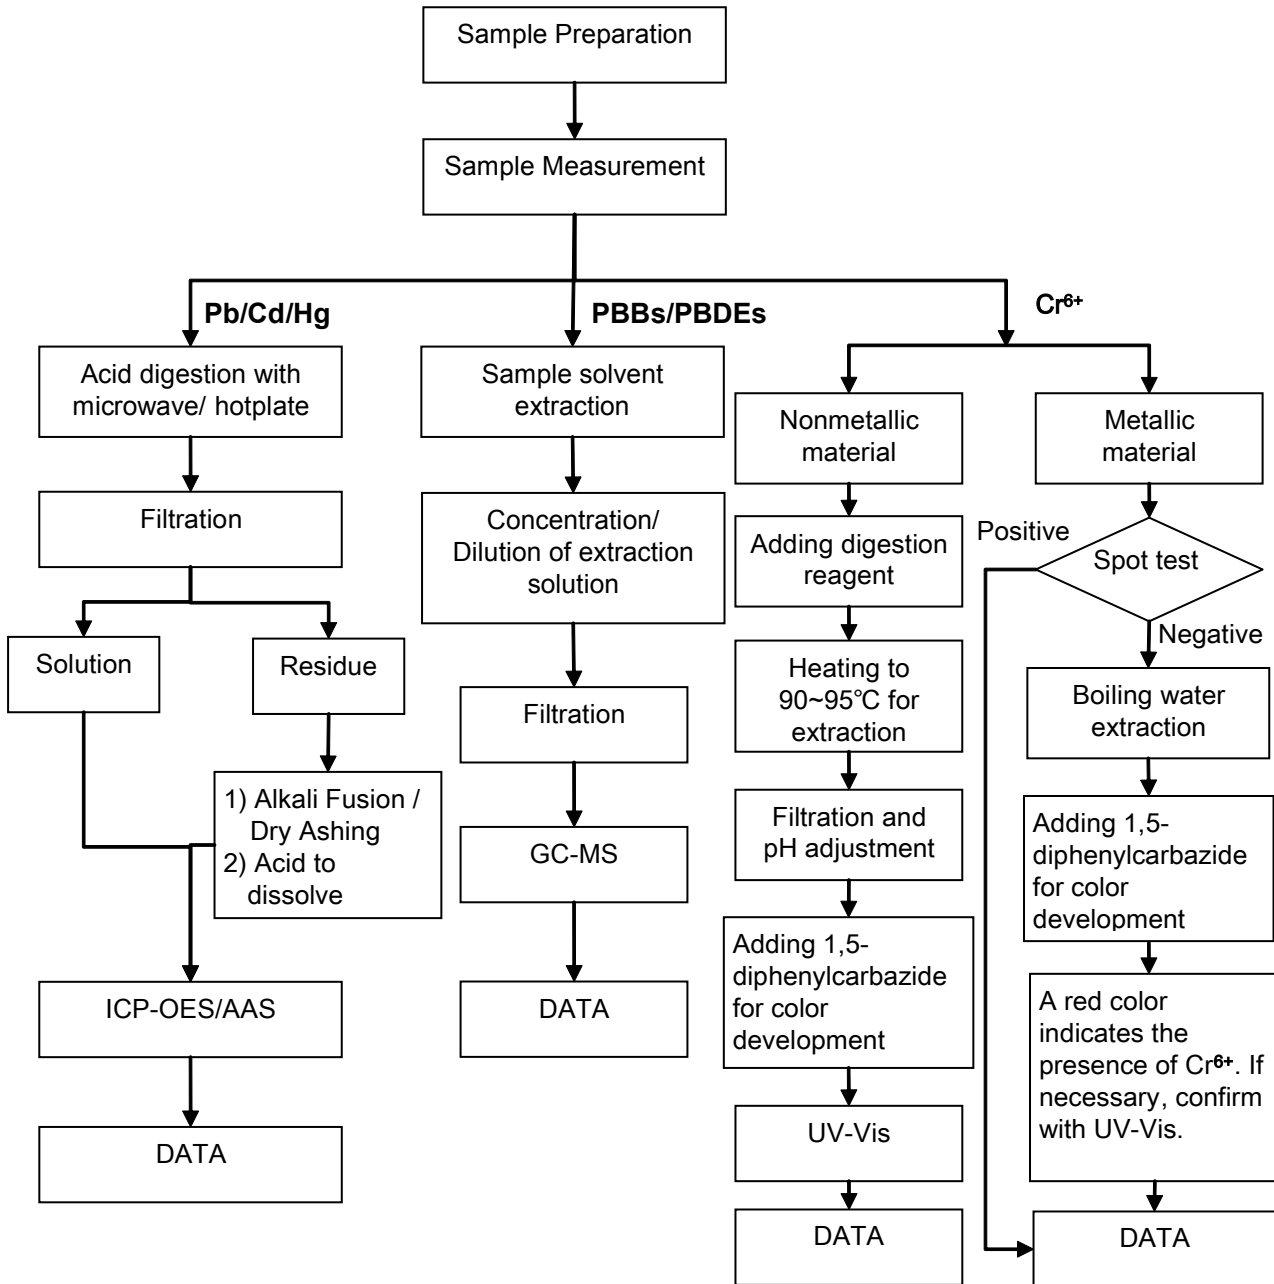 Sample Preparation
Sample Measurement
Pb/Cd/Hg
PBBs/PBDEs
Cr⁶⁺
Acid digestion with
microwave/ hotplate
Filtration
Solution
Residue
1) Alkali Fusion /
Dry Ashing
2) Acid to
dissolve
ICP-OES/AAS
DATA
Sample solvent
extraction
Concentration/
Dilution of extraction
solution
Filtration
GC-MS
DATA
Nonmetallic
material
Adding digestion
reagent
Heating to
90~95℃ for
extraction
Filtration and
pH adjustment
Adding 1,5-
diphenylcarbazide
for color
development
UV-Vis
DATA
Metallic
material
Positive
Spot test
Negative
Boiling water
extraction
Adding 1,5-
diphenylcarbazide
for color
development
A red color
indicates the
presence of Cr⁶⁺. If
necessary, confirm
with UV-Vis.
DATA